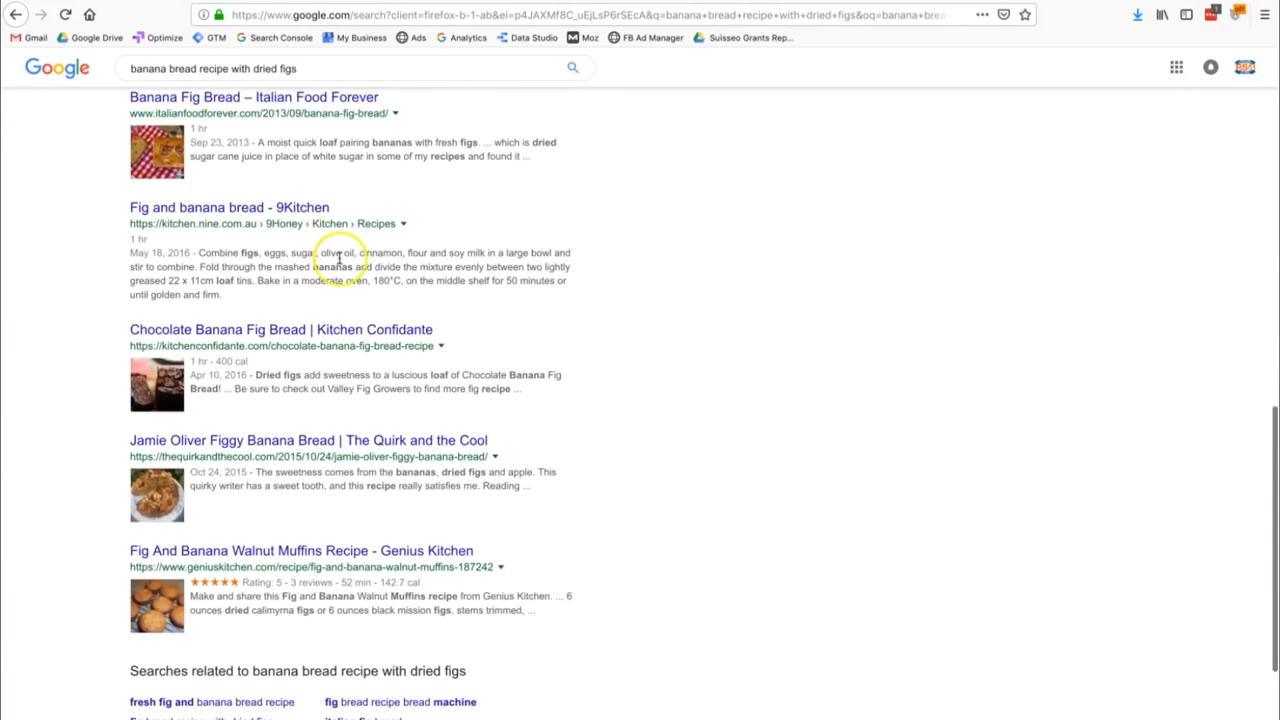 https://www.google.com/search?client=firefox-b-1-ab&ei=p4JAXMf8C_uEjLsP6rSEcA&q=banana+bread+recipe+with+dried+figs&oq=banana+brea
Gmail Google Drive Optimize GTM Search Console My Business Ads Analytics Data Studio Moz FB Ad Manager Suisseo Grants Rep...
Google banana bread recipe with dried figs
Banana Fig Bread – Italian Food Forever
www.italianfoodforever.com/2013/09/banana-fig-bread/
1 hr
Sep 23, 2013 - A moist quick loaf pairing bananas with fresh figs. ... which is dried
sugar cane juice in place of white sugar in some of my recipes and found it ...
Fig and banana bread - 9Kitchen
https://kitchen.nine.com.au › 9Honey › Kitchen › Recipes
1 hr
May 18, 2016 - Combine figs, eggs, sugar, olive oil, cinnamon, flour and soy milk in a large bowl and
stir to combine. Fold through the mashed bananas and divide the mixture evenly between two lightly
greased 22 x 11cm loaf tins. Bake in a moderate oven, 180°C, on the middle shelf for 50 minutes or
until golden and firm.
Chocolate Banana Fig Bread | Kitchen Confidante
https://kitchenconfidante.com/chocolate-banana-fig-bread-recipe
1 hr - 400 cal
Apr 10, 2016 - Dried figs add sweetness to a luscious loaf of Chocolate Banana Fig
Bread! ... Be sure to check out Valley Fig Growers to find more fig recipe ...
Jamie Oliver Figgy Banana Bread | The Quirk and the Cool
https://thequirkandthecool.com/2015/10/24/jamie-oliver-figgy-banana-bread/
Oct 24, 2015 - The sweetness comes from the bananas, dried figs and apple. This
quirky writer has a sweet tooth, and this recipe really satisfies me. Reading ...
Fig And Banana Walnut Muffins Recipe - Genius Kitchen
https://www.geniuskitchen.com/recipe/fig-and-banana-walnut-muffins-187242
★★★★★ Rating: 5 - 3 reviews - 52 min - 142.7 cal
Make and share this Fig and Banana Walnut Muffins recipe from Genius Kitchen. ... 6
ounces dried calimyrna figs or 6 ounces black mission figs, stems trimmed, ...
Searches related to banana bread recipe with dried figs
fresh fig and banana bread recipe fig bread recipe bread machine